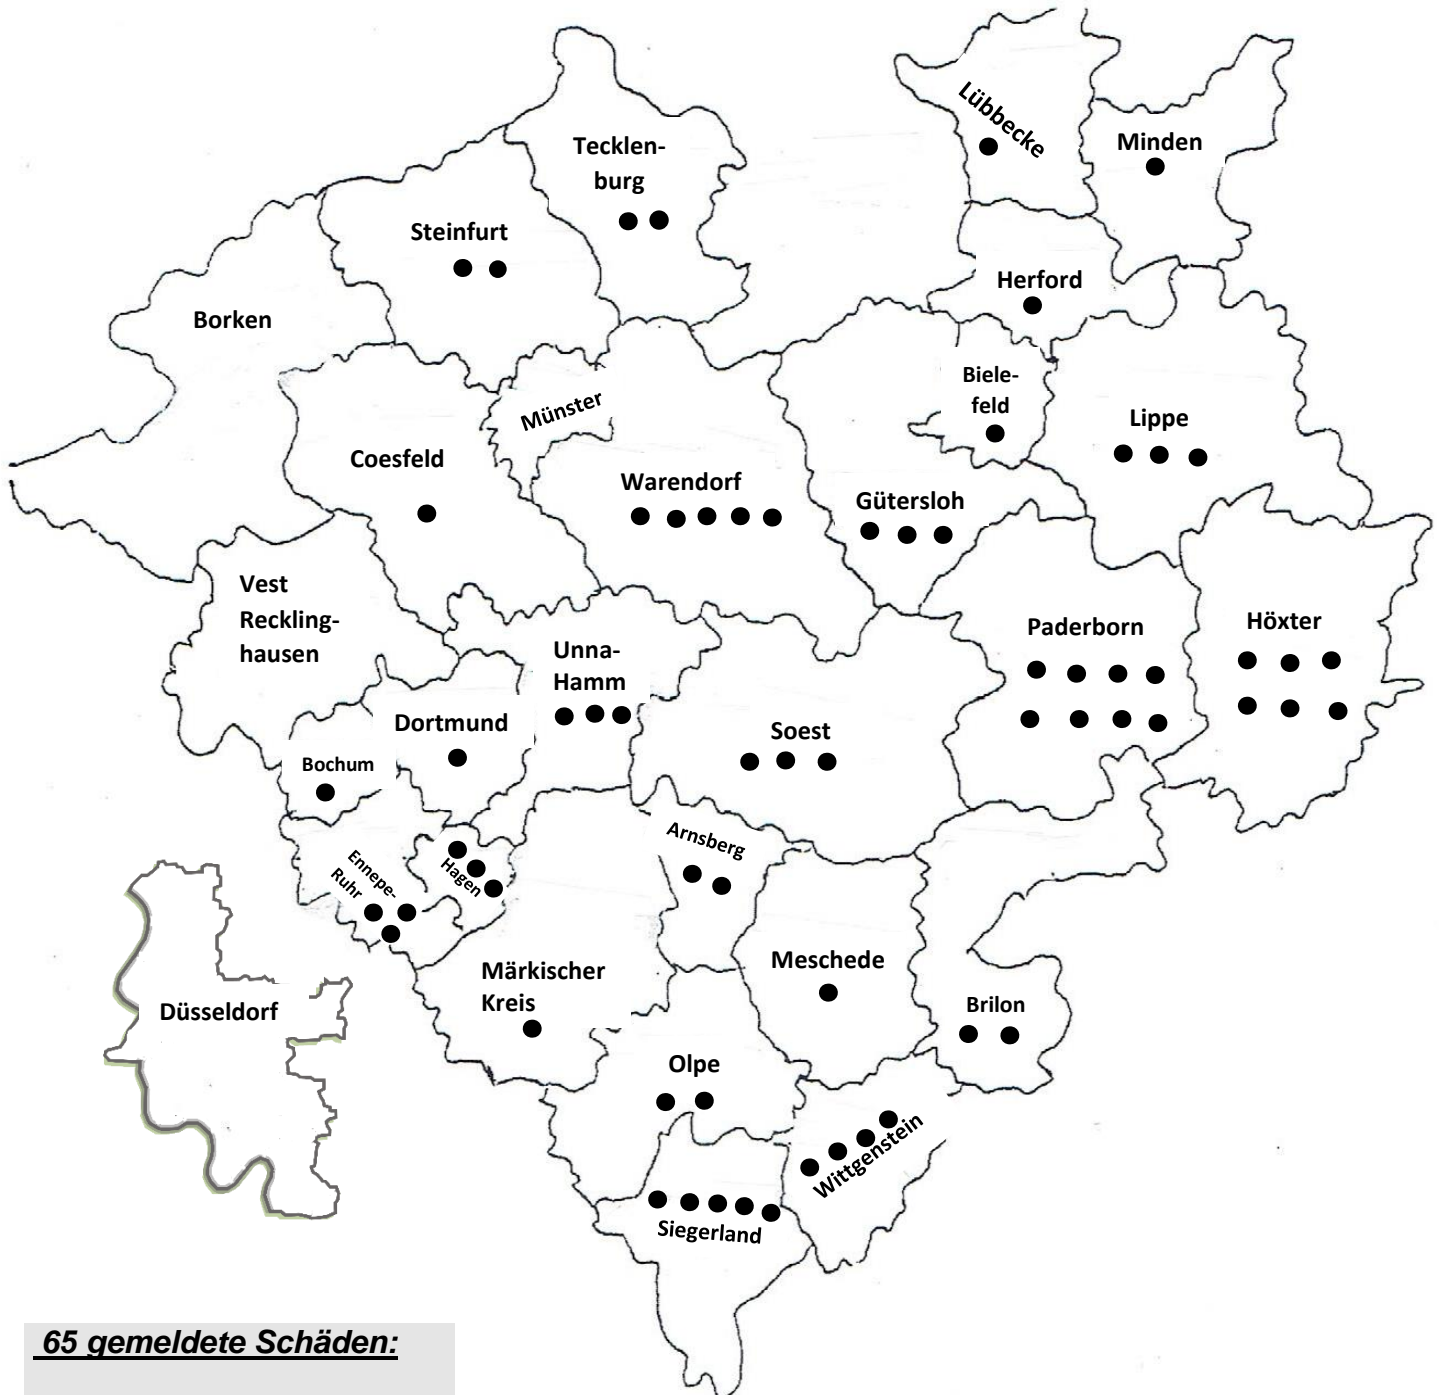 Lübbecke
Minden
Tecklen-
burg
Steinfurt
Herford
Borken
Biele-
feld
Münster
Lippe
Coesfeld
Warendorf
Gütersloh
Vest
Reckling-
hausen
Paderborn
Höxter
Unna-
Hamm
Dortmund
Soest
Bochum
Arnsberg
Ennepe-
Ruhr
Hagen
Märkischer
Kreis
Meschede
Düsseldorf
Brilon
Olpe
Wittgenstein
Siegerland
65 gemeldete Schäden: